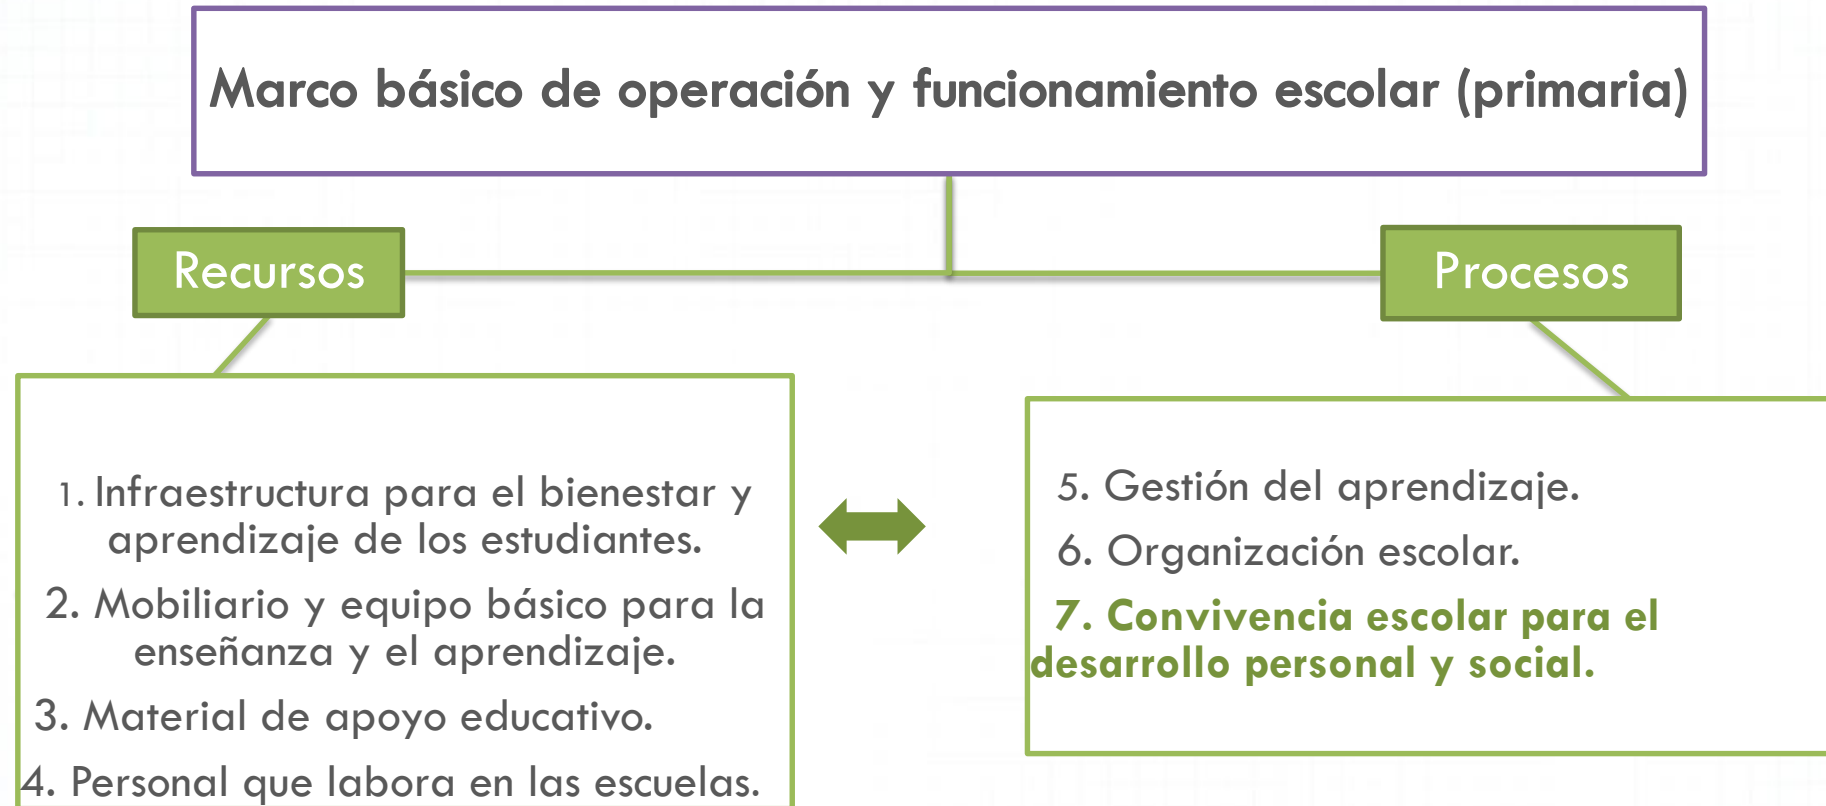 Marco básico de operación y funcionamiento escolar (primaria)
Recursos
Procesos
1. Infraestructura para el bienestar y
aprendizaje de los estudiantes.
2. Mobiliario y equipo básico para la
enseñanza y el aprendizaje.
3. Material de apoyo educativo.
4. Personal que labora en las escuelas.
5. Gestión del aprendizaje.
6. Organización escolar.
7. Convivencia escolar para el
desarrollo personal y social.